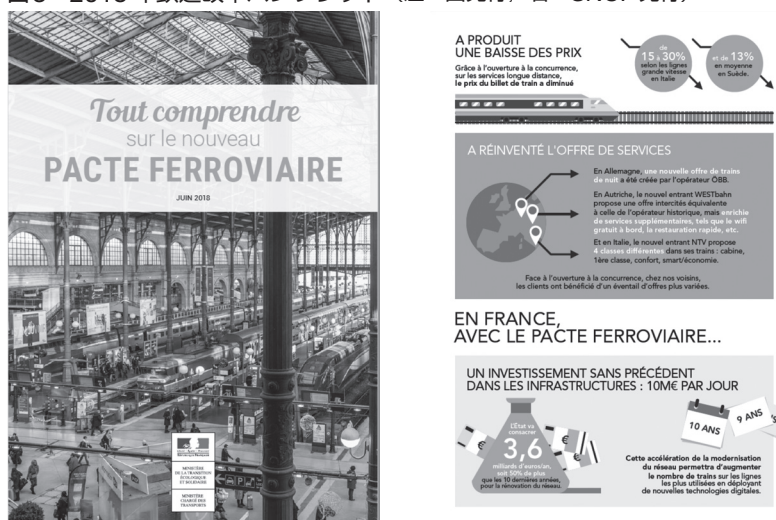 2018 年鉄道改革パンフレット（左：国発行，右：SNCF 発行）
Tout comprendre
sur le nouveau
PACTE FERROVIAIRE
JUIN 2018
MINISTÈRE
DE LA TRANSITION
ÉCOLOGIQUE
ET SOLIDAIRE
MINISTÈRE
CHARGÉ DES
TRANSPORTS
A PRODUIT
UNE BAISSE DES PRIX
Grâce à l'ouverture à la concurrence,
sur les services longue distance,
le prix du billet de train a diminué
de
15 à 30%
selon les lignes
grande vitesse
en Italie
et de 13%
en moyenne
en Suède.
A RÉINVENTÉ L'OFFRE DE SERVICES
En Allemagne, une nouvelle offre de trains
de nuit a été créée par l'opérateur ÖBB.
En Autriche, le nouvel entrant WESTbahn
propose une offre intercités équivalente
à celle de l'opérateur historique, mais enrichie
de services supplémentaires, tels que le wifi
gratuit à bord, la restauration rapide, etc.
Et en Italie, le nouvel entrant NTV propose
4 classes différentes dans ses trains : cabine,
1ère classe, confort, smart/économie.
Face à l'ouverture à la concurrence, chez nos voisins,
les clients ont bénéficié d'un éventail d'offres plus variées.
EN FRANCE,
AVEC LE PACTE FERROVIAIRE...
UN INVESTISSEMENT SANS PRÉCÉDENT
DANS LES INFRASTRUCTURES : 10M€ PAR JOUR
L'État va
consacrer
3,6
milliards d'euros/an,
soit 50% de plus
que les 10 dernières années,
pour la rénovation du réseau.
10 ANS
9 ANS
Cette accélération de la modernisation
du réseau permettra d'augmenter
le nombre de trains sur les lignes
les plus utilisées en déployant
de nouvelles technologies digitales.